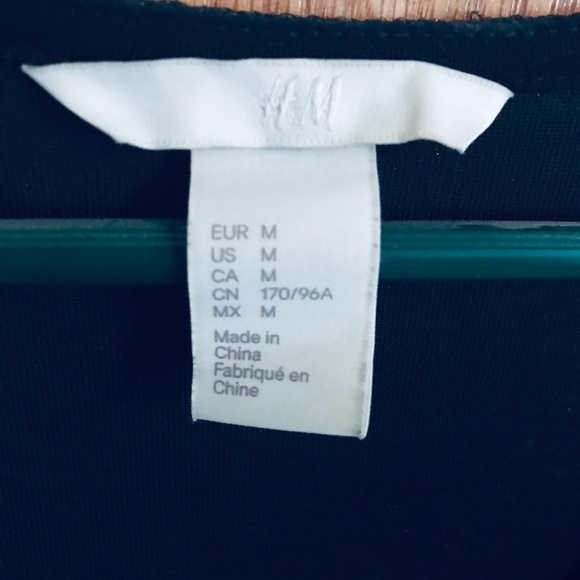 H&M
EUR M
US M
CA M
CN 170/96A
MX M
Made in
China
Fabriqué en
Chine